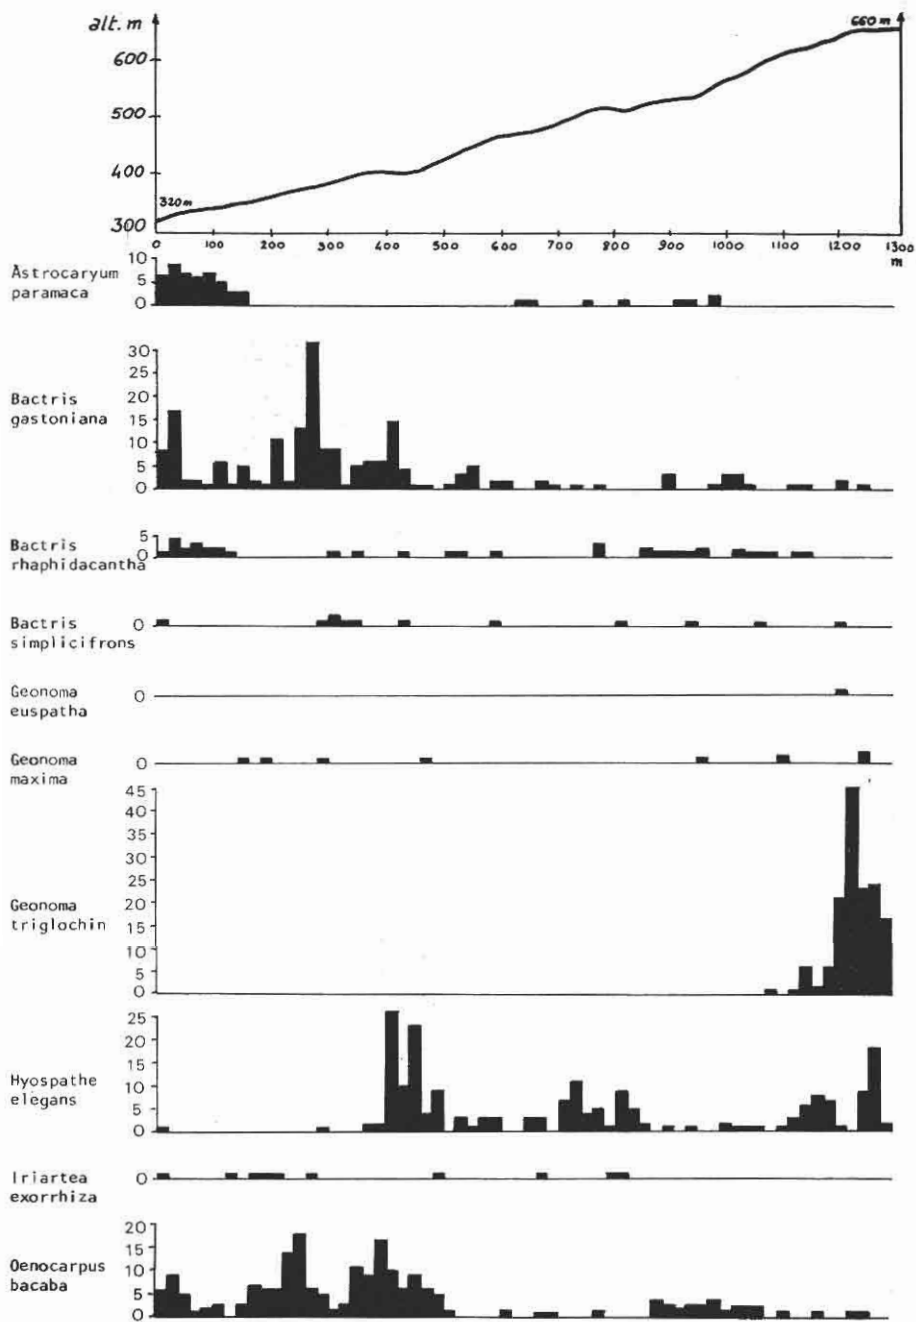 alt. m
660 m
600
500
400
320 m
300
0 100 200 300 400 500 600 700 800 900 1000 1100 1200 1300
m
Astrocaryum
paramaca
10
5
0
Bactris
gastoniana
30
25
20
15
10
5
0
Bactris
rhaphidacantha
5
0
Bactris
simplicifrons
0
Geonoma
euspatha
0
Geonoma
maxima
0
Geonoma
triglochin
45
40
35
30
25
20
15
10
5
0
Hyospathe
elegans
25
20
15
10
5
0
Iriartea
exorrhiza
0
Oenocarpus
bacaba
20
15
10
5
0